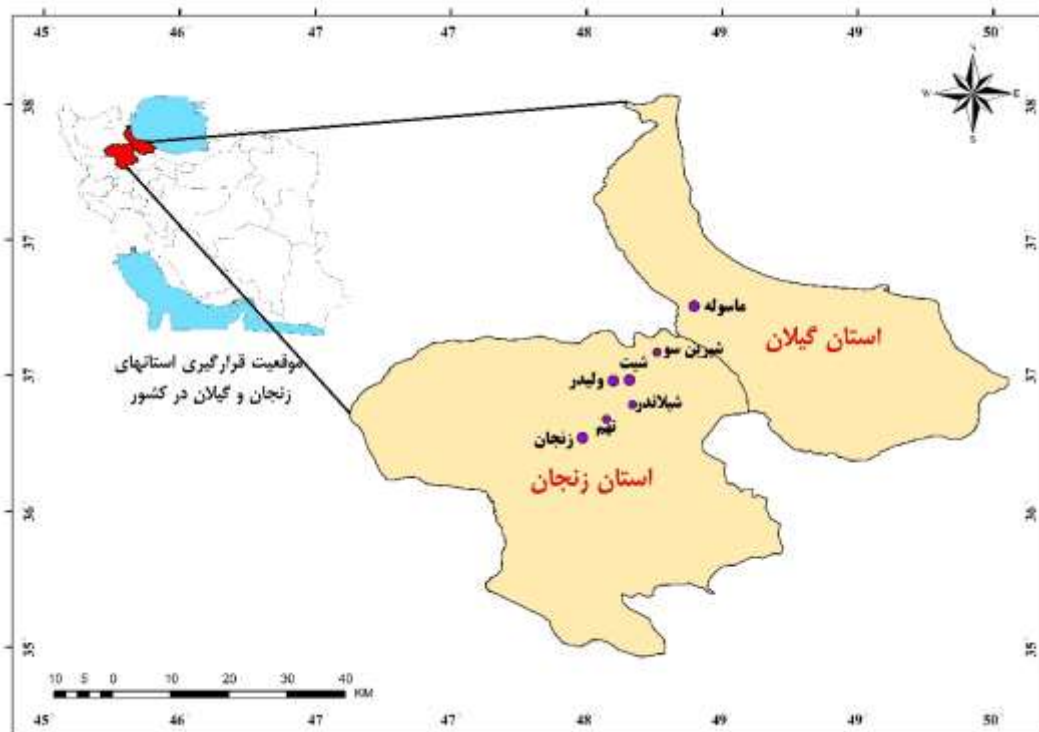 45 46 47 47 48 49 49 50
38
37
37
36
35
38
37
37
36
35
N
W E
S
ماسوله
استان گیلان
شیرین سو
شیت
ولیدر
شیلاندر
تهم
زنجان
استان زنجان
موقعیت قرارگیری استانهای
زنجان و گیلان در کشور
10 5 0 10 20 30 40
KM
45 46 47 47 48 49 49 50